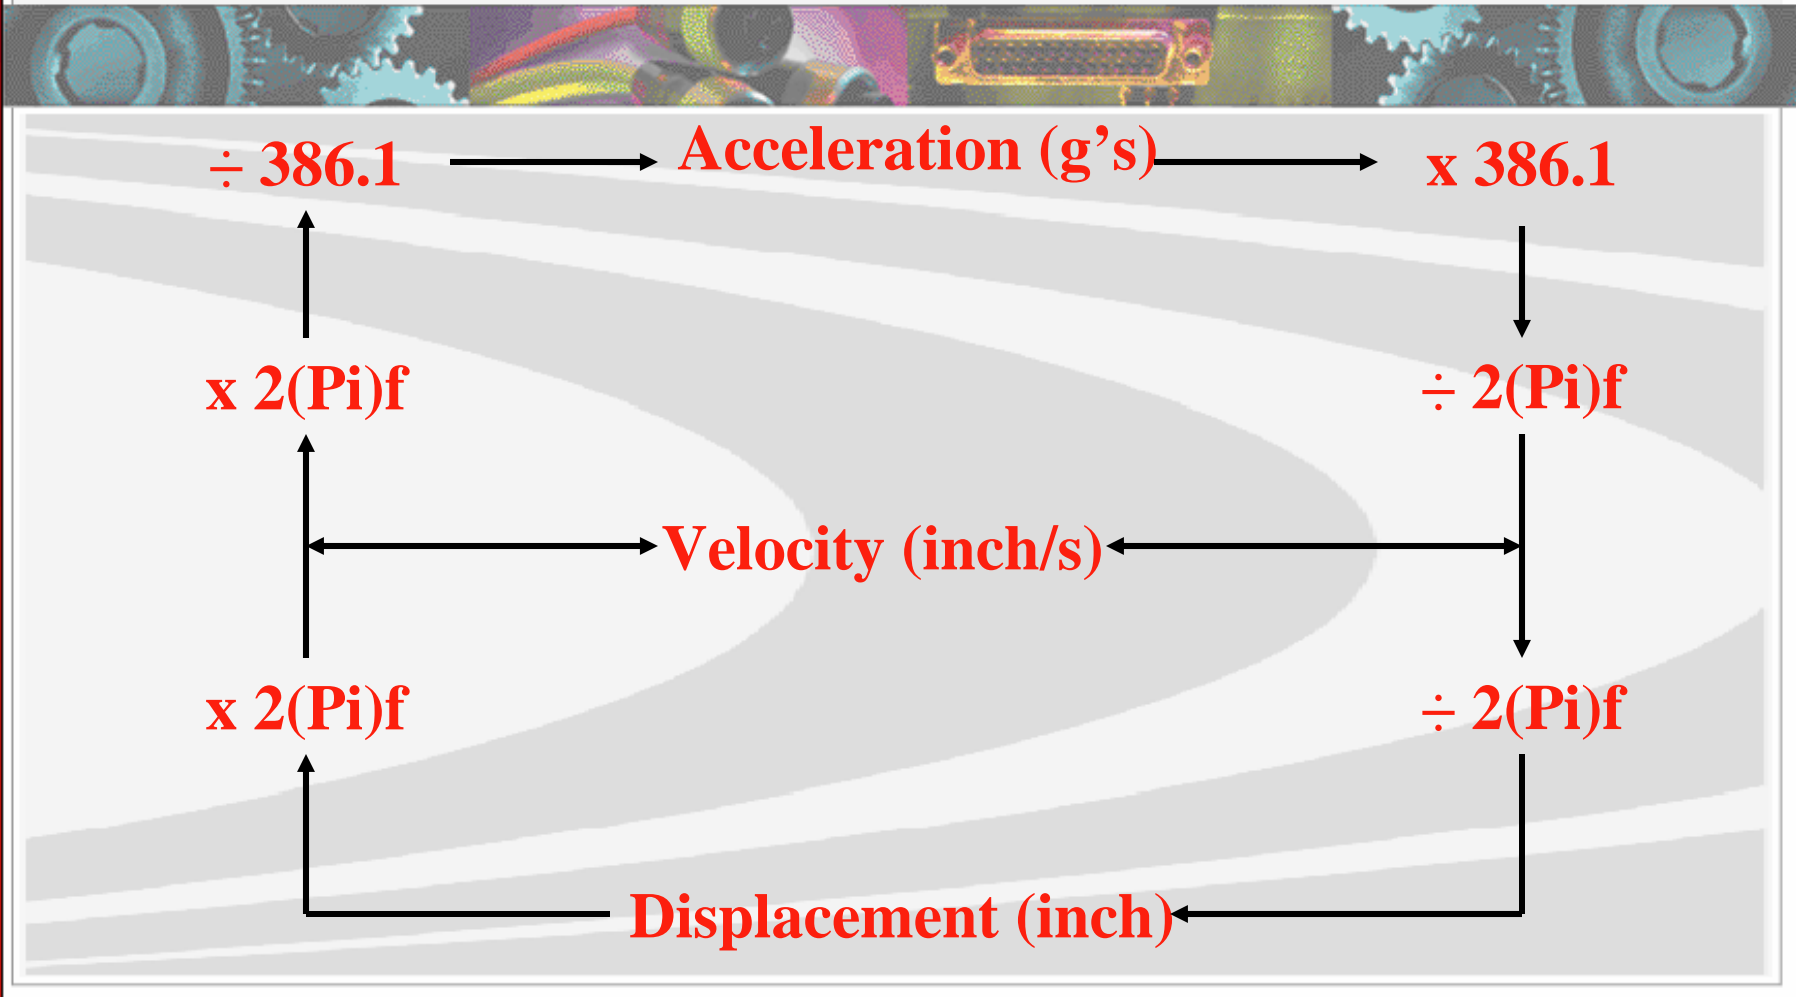 ÷ 386.1 Acceleration (g’s) x 386.1
x 2(Pi)f ÷ 2(Pi)f
Velocity (inch/s)
x 2(Pi)f ÷ 2(Pi)f
Displacement (inch)